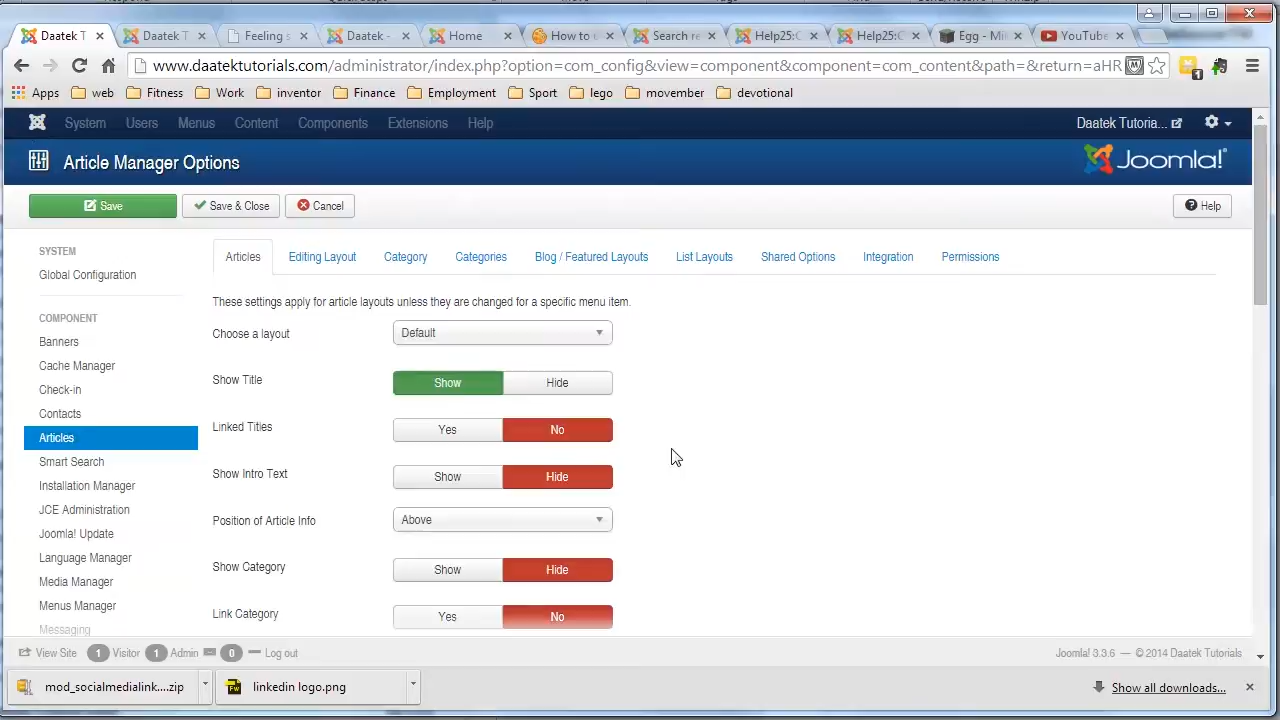 Daatek T
Daatek T
Feeling s
Daatek -
Home
How to u
Search re
Help25:C
Help25:C
Egg - Mi
YouTube
www.daatektutorials.com/administrator/index.php?option=com_config&view=component&component=com_content&path=&return=aHR
1
Apps web Fitness Work inventor Finance Employment Sport lego movember devotional
System Users Menus Content Components Extensions Help
Daatek Tutoria...
Article Manager Options
Joomla!
Save
Save & Close
Cancel
Help
SYSTEM
Global Configuration
COMPONENT
Banners
Cache Manager
Check-in
Contacts
Articles
Smart Search
Installation Manager
JCE Administration
Joomla! Update
Language Manager
Media Manager
Menus Manager
Messaging
Articles Editing Layout Category Categories Blog / Featured Layouts List Layouts Shared Options Integration Permissions
These settings apply for article layouts unless they are changed for a specific menu item.
Choose a layout Default
Show Title Show Hide
Linked Titles Yes No
Show Intro Text Show Hide
Position of Article Info Above
Show Category Show Hide
Link Category Yes No
View Site 1 Visitor 1 Admin 0 Log out
Joomla! 3.3.6 — © 2014 Daatek Tutorials
mod_socialmedialink....zip
linkedin logo.png
Show all downloads...